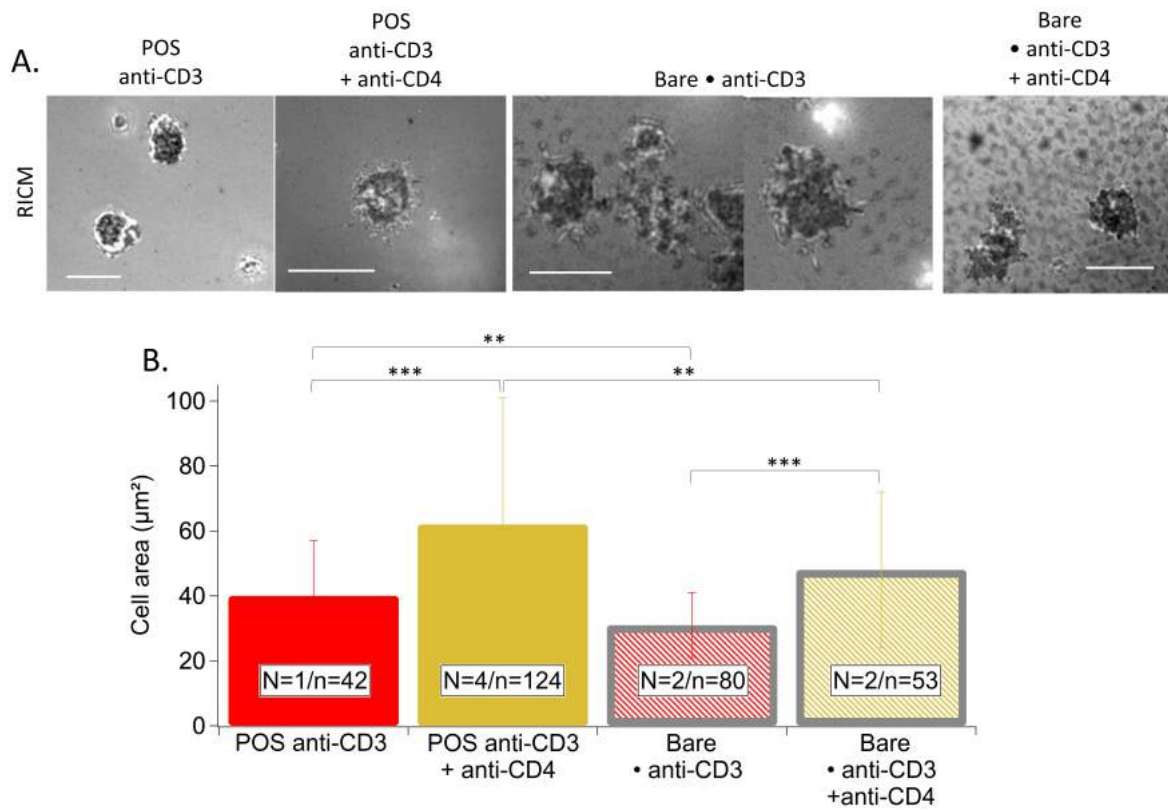 A.
POS
anti-CD3
POS
anti-CD3
+ anti-CD4
Bare • anti-CD3
Bare
• anti-CD3
+ anti-CD4
RICM
B.
**
***
**
***
Cell area (µm²)
100
80
60
40
20
0
N=1/n=42
N=4/n=124
N=2/n=80
N=2/n=53
POS anti-CD3
POS anti-CD3
+ anti-CD4
Bare
• anti-CD3
Bare
• anti-CD3
+anti-CD4